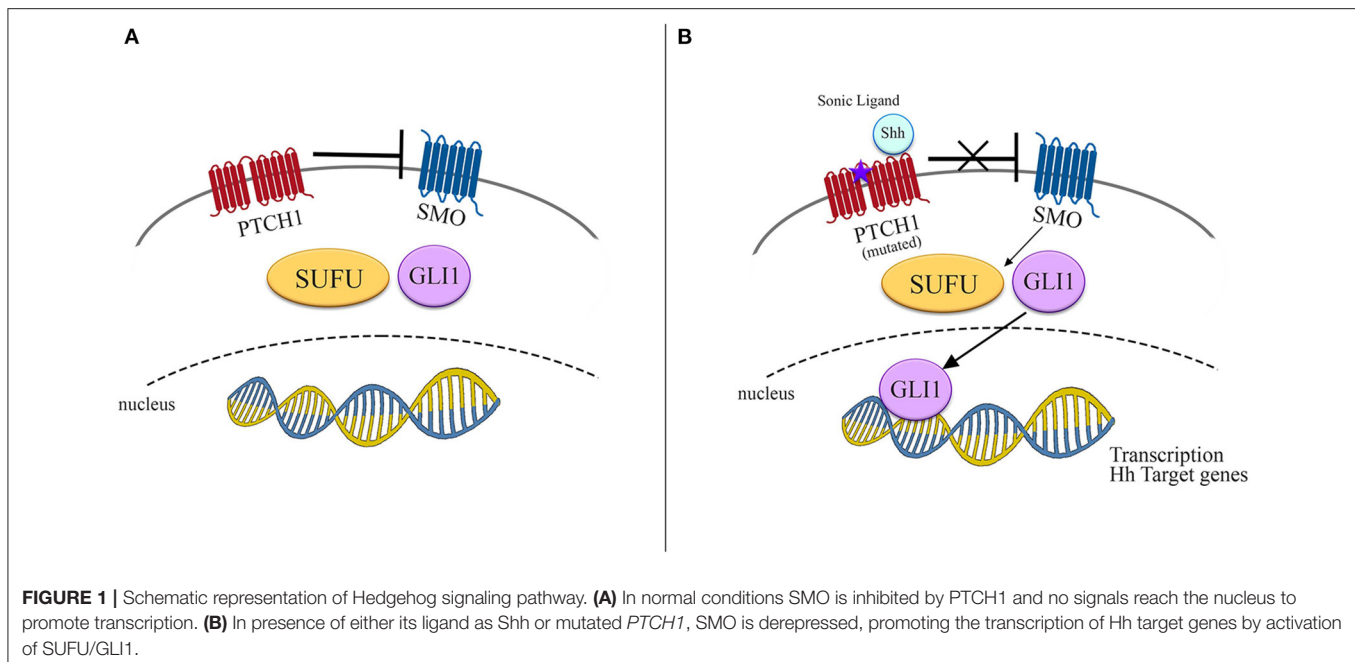 A
PTCH1
SMO
SUFU
GLI1
nucleus
B
Sonic Ligand
Shh
PTCH1
(mutated)
SMO
SUFU
GLI1
nucleus
GLI1
Transcription
Hh Target genes
FIGURE 1 | Schematic representation of Hedgehog signaling pathway. (A) In normal conditions SMO is inhibited by PTCH1 and no signals reach the nucleus to
promote transcription. (B) In presence of either its ligand as Shh or mutated PTCH1, SMO is derepressed, promoting the transcription of Hh target genes by activation
of SUFU/GLI1.